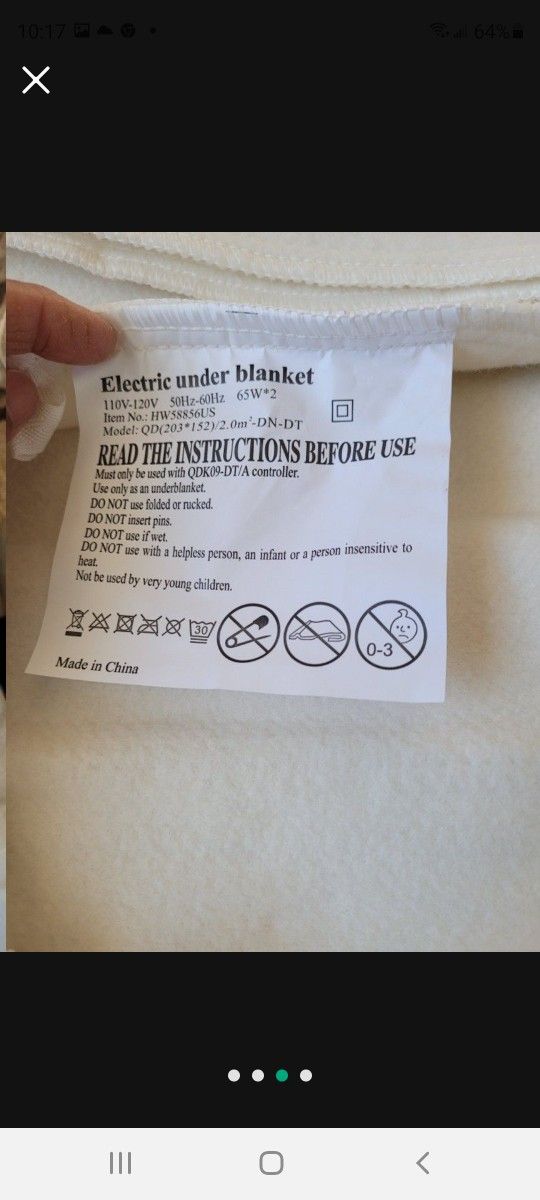 10:17
64%
Electric under blanket
110V-120V 50Hz-60Hz 65W*2
Item No.: HW58856US
Model: QD(203*152)/2.0m²-DN-DT
READ THE INSTRUCTIONS BEFORE USE
Must only be used with QDK09-DT/A controller.
Use only as an underblanket.
DO NOT use folded or rucked.
DO NOT insert pins.
DO NOT use if wet.
DO NOT use with a helpless person, an infant or a person insensitive to
heat.
Not be used by very young children.
30
0-3
Made in China